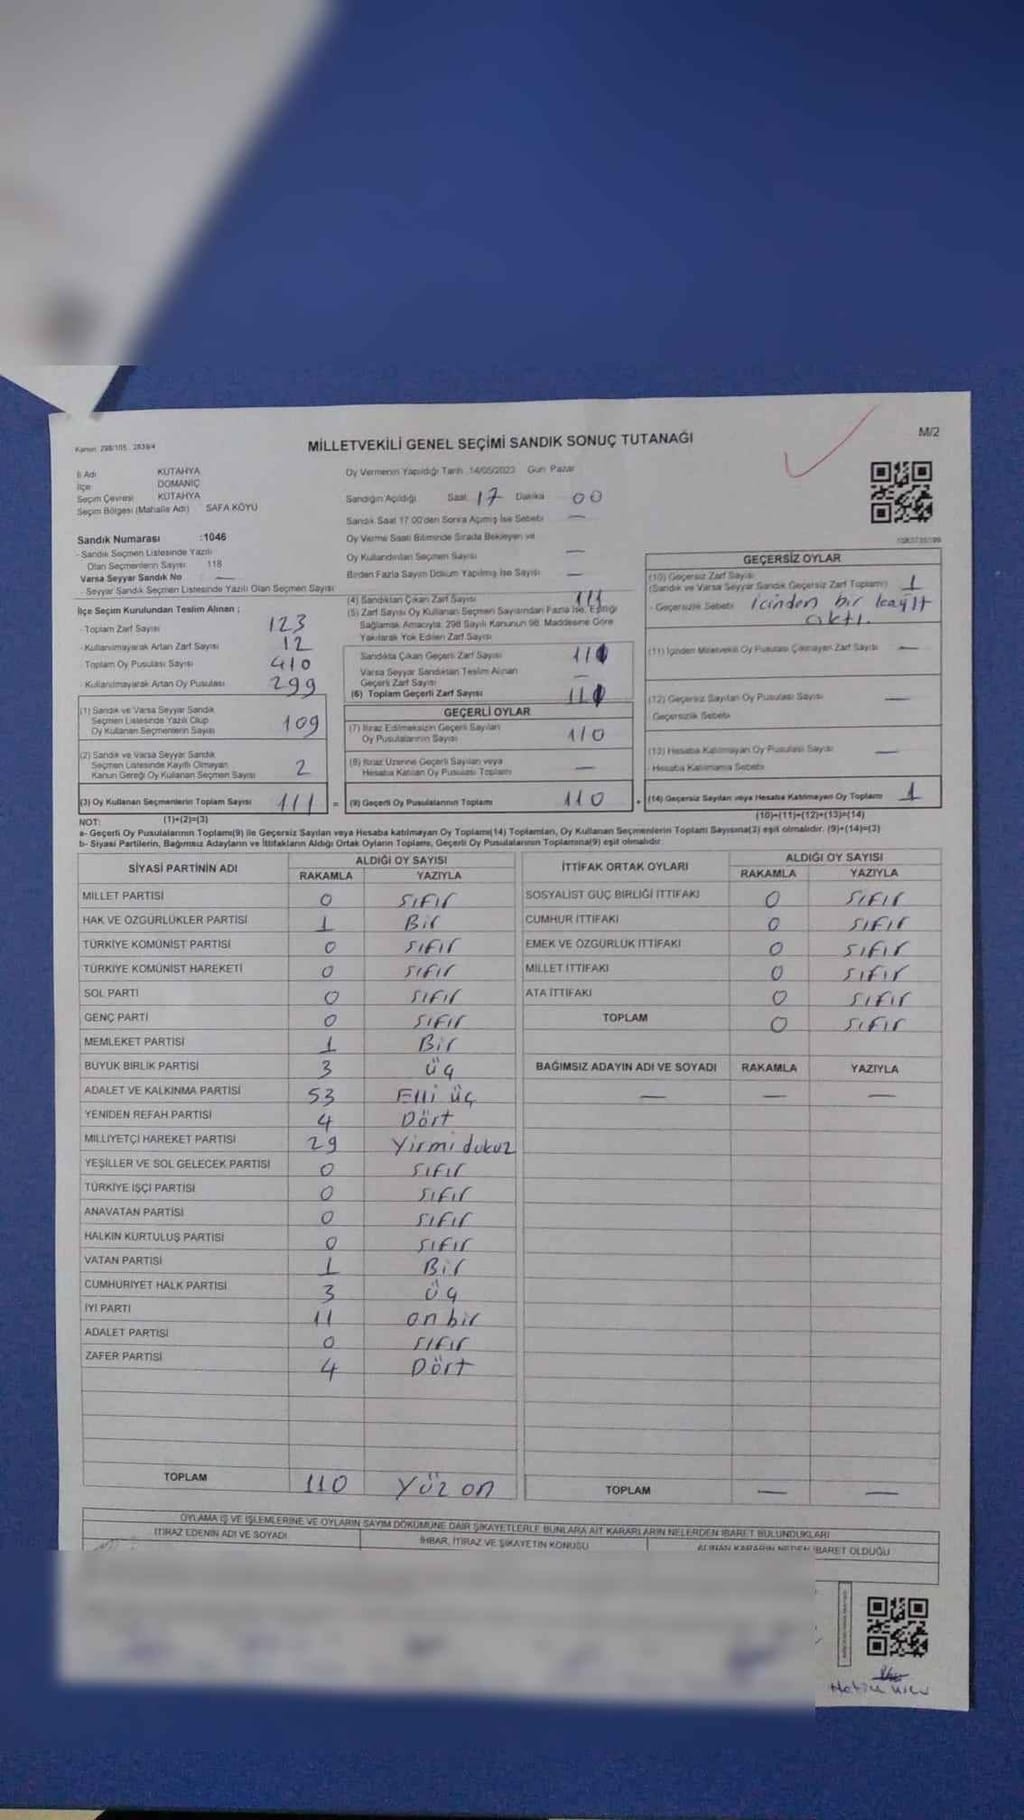 Kanun: 298/105, 2839/4
MİLLETVEKİLİ GENEL SEÇİMİ SANDIK SONUÇ TUTANAĞI
M/2
İl Adı KÜTAHYA
İlçe DOMANİÇ
Seçim Çevresi KÜTAHYA
Seçim Bölgesi (Mahalle Adı) SAFA KÖYÜ
Sandık Numarası :1046
- Sandık Seçmen Listesinde Yazılı
Olan Seçmenlerin Sayısı 118
Varsa Seyyar Sandık No —
- Seyyar Sandık Seçmen Listesinde Yazılı Olan Seçmen Sayısı
İlçe Seçim Kurulundan Teslim Alınan ;
- Toplam Zarf Sayısı 123
- Kullanılmayarak Artan Zarf Sayısı 12
- Toplam Oy Pusulası Sayısı 410
- Kullanılmayarak Artan Oy Pusulası 299
(1) Sandık ve Varsa Seyyar Sandık
Seçmen Listesinde Yazılı Olup
Oy Kullanan Seçmenlerin Sayısı 109
(2) Sandık ve Varsa Seyyar Sandık
Seçmen Listesinde Kayıtlı Olmayan
Kanun Gereği Oy Kullanan Seçmen Sayısı 2
(3) Oy Kullanan Seçmenlerin Toplam Sayısı 111 =
Oy Vermenin Yapıldığı Tarih :14/05/2023 Gün: Pazar
Sandığın Açıldığı Saat 17 Dakika 00
Sandık Saat 17:00'den Sonra Açılmış İse Sebebi —
Oy Verme Saati Bitiminde Sırada Bekleyen ve
Oy Kullandırılan Seçmen Sayısı —
Birden Fazla Sayım Döküm Yapılmış İse Sayısı —
(4) Sandıktan Çıkan Zarf Sayısı 111
(5) Zarf Sayısı Oy Kullanan Seçmen Sayısından Fazla İse, Eşitliği
Sağlamak Amacıyla, 298 Sayılı Kanunun 98. Maddesine Göre
Yakılarak Yok Edilen Zarf Sayısı
Sandıkta Çıkan Geçerli Zarf Sayısı 110
Varsa Seyyar Sandıktan Teslim Alınan
Geçerli Zarf Sayısı —
(6) Toplam Geçerli Zarf Sayısı 110
GEÇERLİ OYLAR
(7) İtiraz Edilmeksizin Geçerli Sayılan
Oy Pusulalarının Sayısı 110
(8) İtiraz Üzerine Geçerli Sayılan veya
Hesaba Katılan Oy Pusulası Toplamı —
(9) Geçerli Oy Pusulalarının Toplamı 110 +
GEÇERSİZ OYLAR
(10) Geçersiz Zarf Sayısı
(Sandık ve Varsa Seyyar Sandık Geçersiz Zarf Toplamı) 1
- Geçersizlik Sebebi İçinden bir kağıt
çıktı.
(11) İçinden Milletvekili Oy Pusulası Çıkmayan Zarf Sayısı —
(12) Geçersiz Sayılan Oy Pusulası Sayısı —
Geçersizlik Sebebi
(13) Hesaba Katılmayan Oy Pusulası Sayısı —
- Hesaba Katılmama Sebebi
(14) Geçersiz Sayılan veya Hesaba Katılmayan Oy Toplamı 1
NOT: (1)+(2)=(3) (10)+(11)+(12)+(13)=(14)
a- Geçerli Oy Pusulalarının Toplamı(9) ile Geçersiz Sayılan veya Hesaba katılmayan Oy Toplamı(14) Toplamları, Oy Kullanan Seçmenlerin Toplam Sayısına(3) eşit olmalıdır. (9)+(14)=(3)
b- Siyasi Partilerin, Bağımsız Adayların ve İttifakların Aldığı Ortak Oyların Toplamı, Geçerli Oy Pusulalarının Toplamına(9) eşit olmalıdır.
SİYASİ PARTİNİN ADI ALDIĞI OY SAYISI
RAKAMLA YAZIYLA
MİLLET PARTİSİ 0 sıfır
HAK VE ÖZGÜRLÜKLER PARTİSİ 1 Bir
TÜRKİYE KOMÜNİST PARTİSİ 0 sıfır
TÜRKİYE KOMÜNİST HAREKETİ 0 sıfır
SOL PARTİ 0 sıfır
GENÇ PARTİ 0 sıfır
MEMLEKET PARTİSİ 1 Bir
BÜYÜK BİRLİK PARTİSİ 3 üç
ADALET VE KALKINMA PARTİSİ 53 Elli üç
YENİDEN REFAH PARTİSİ 4 Dört
MİLLİYETÇİ HAREKET PARTİSİ 29 Yirmi dukuz
YEŞİLLER VE SOL GELECEK PARTİSİ 0 sıfır
TÜRKİYE İŞÇİ PARTİSİ 0 sıfır
ANAVATAN PARTİSİ 0 sıfır
HALKIN KURTULUŞ PARTİSİ 0 sıfır
VATAN PARTİSİ 1 Bir
CUMHURİYET HALK PARTİSİ 3 üç
İYİ PARTİ 11 on bir
ADALET PARTİSİ 0 sıfır
ZAFER PARTİSİ 4 Dört
TOPLAM 110 Yüz on
İTTİFAK ORTAK OYLARI ALDIĞI OY SAYISI
RAKAMLA YAZIYLA
SOSYALİST GÜÇ BİRLİĞİ İTTİFAKI 0 sıfır
CUMHUR İTTİFAKI 0 sıfır
EMEK VE ÖZGÜRLÜK İTTİFAKI 0 sıfır
MİLLET İTTİFAKI 0 sıfır
ATA İTTİFAKI 0 sıfır
TOPLAM 0 sıfır
BAĞIMSIZ ADAYIN ADI VE SOYADI RAKAMLA YAZIYLA
— — —
TOPLAM — —
OYLAMA İŞ VE İŞLEMLERİNE VE OYLARIN SAYIM DÖKÜMÜNE DAİR ŞİKAYETLERLE BUNLARA AİT KARARLARIN NELERDEN İBARET BULUNDUKLARI
İTİRAZ EDENİN ADI VE SOYADI İHBAR, İTİRAZ VE ŞİKAYETİN KONUSU ALINAN KARARIN NEDEN İBARET OLDUĞU